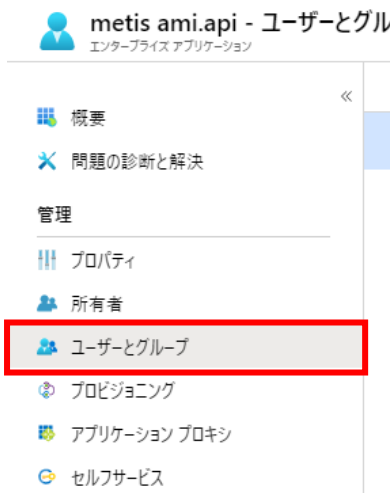 metis ami.api - ユーザーとグル
エンタープライズ アプリケーション
«
概要
問題の診断と解決
管理
プロパティ
所有者
ユーザーとグループ
プロビジョニング
アプリケーション プロキシ
セルフサービス